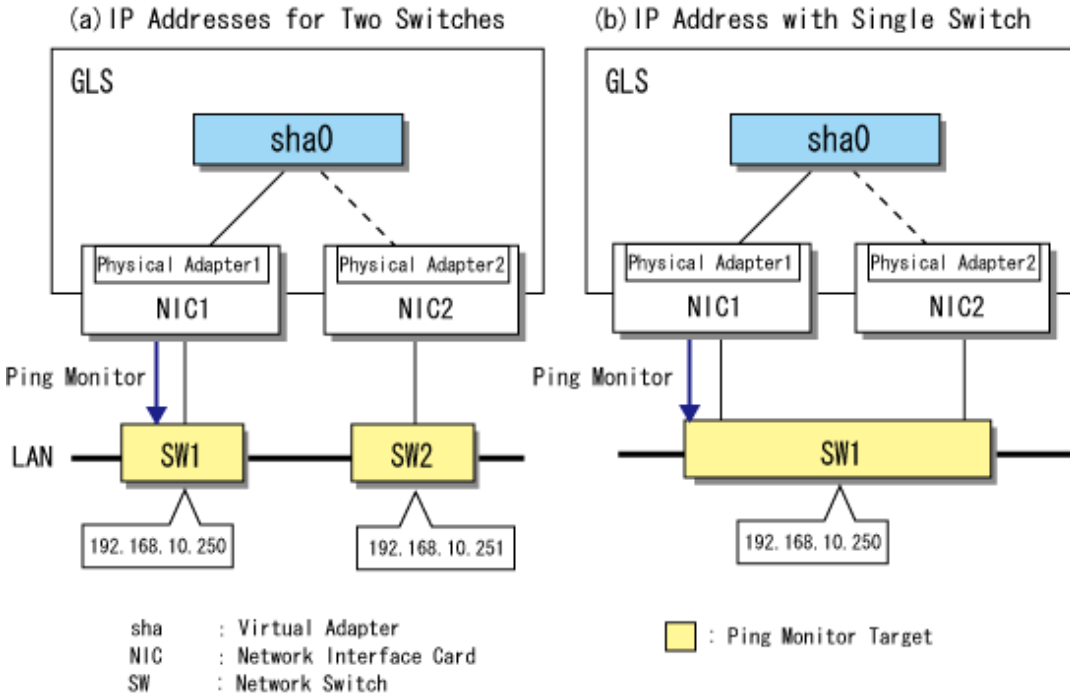 (a) IP Addresses for Two Switches
GLS
sha0
Physical Adapter1
Physical Adapter2
NIC1
NIC2
Ping Monitor
LAN
SW1
SW2
192.168.10.250
192.168.10.251
(b) IP Address with Single Switch
GLS
sha0
Physical Adapter1
Physical Adapter2
NIC1
NIC2
Ping Monitor
SW1
192.168.10.250
sha : Virtual Adapter
NIC : Network Interface Card
SW : Network Switch
: Ping Monitor Target